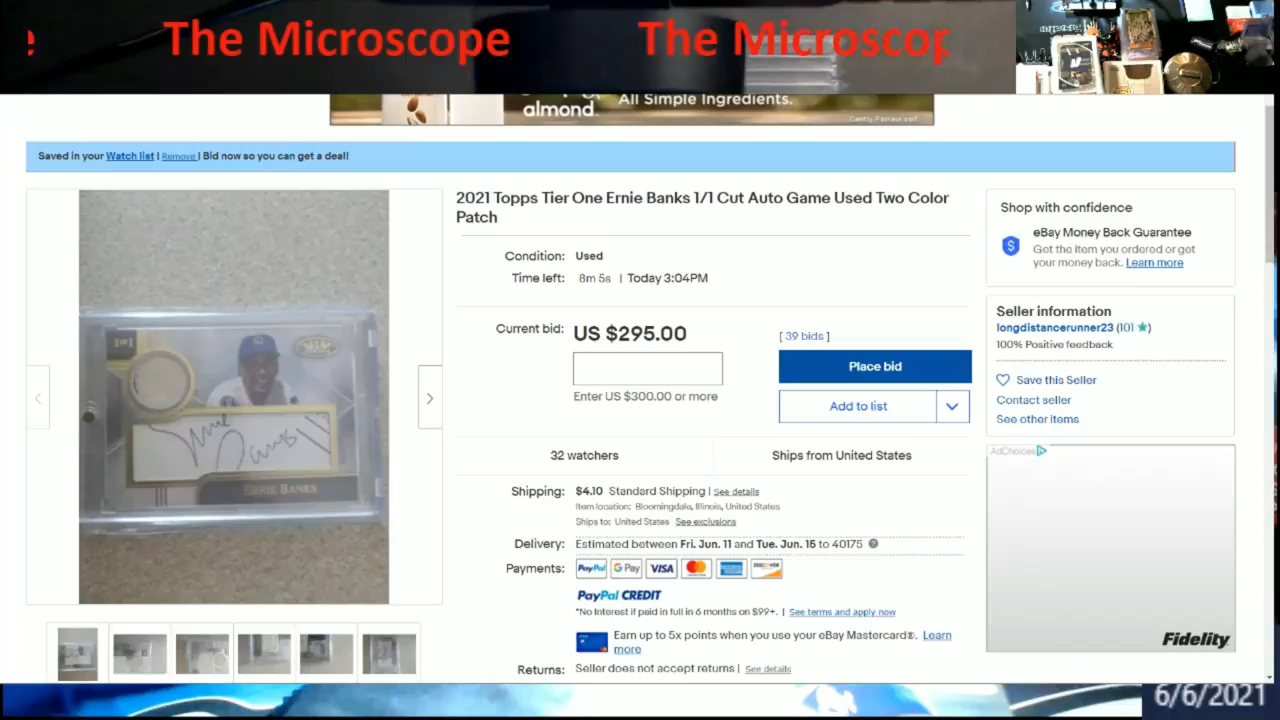 The Microscope The Microscop
almond All Simple Ingredients.
Saved in your Watch list | Remove | Bid now so you can get a deal!
2021 Topps Tier One Ernie Banks 1/1 Cut Auto Game Used Two Color
Patch
Condition: Used
Time left: 8m 5s | Today 3:04PM
Current bid: US $295.00
[ 39 bids ]
Place bid
Enter US $300.00 or more
Add to list
32 watchers
Ships from United States
Shipping: $4.10 Standard Shipping | See details
Item location: Bloomingdale, Illinois, United States
Ships to: United States See exclusions
Delivery: Estimated between Fri. Jun. 11 and Tue. Jun. 15 to 40175
Payments: PayPal G Pay VISA
PayPal CREDIT
*No Interest if paid in full in 6 months on $99+. | See terms and apply now
Earn up to 5x points when you use your eBay Mastercard®. Learn
more
Returns: Seller does not accept returns | See details
Shop with confidence
eBay Money Back Guarantee
Get the item you ordered or get
your money back. Learn more
Seller information
longdistancerunner23 (101 ★)
100% Positive feedback
Save this Seller
Contact seller
See other items
AdChoices
Fidelity
ERNIE BANKS
6/6/2021